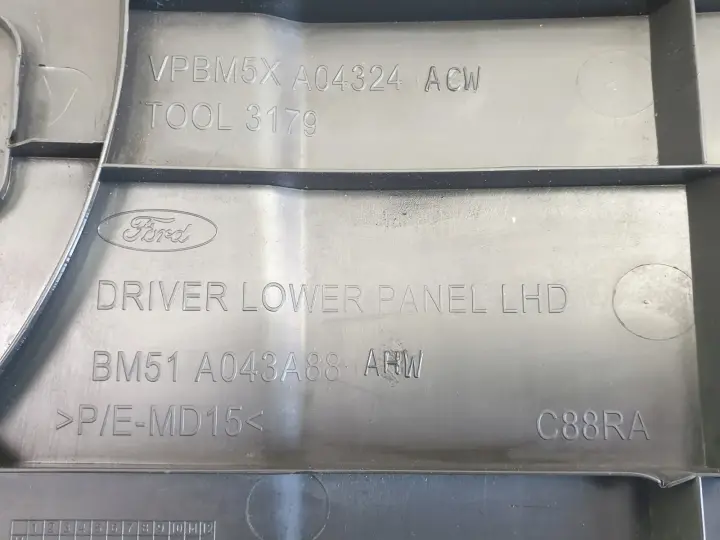 VPBM5X A04324 ACW
TOOL 3179
Ford
DRIVER LOWER PANEL LHD
BM51 A043A88 AHW
>P/E-MD15<
C88RA